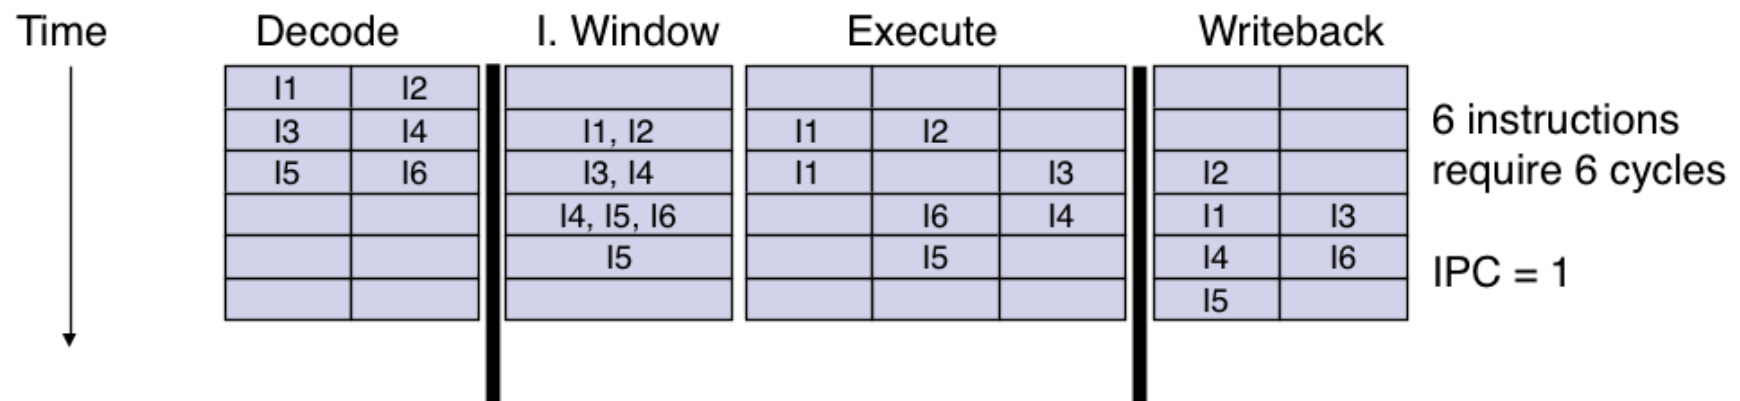 Time Decode I. Window Execute Writeback
I1 I2
I3 I4 I1, I2 I1 I2
I5 I6 I3, I4 I1 I3 I2
I4, I5, I6 I6 I4 I1 I3
I5 I5 I4 I6
I5
6 instructions
require 6 cycles
IPC = 1